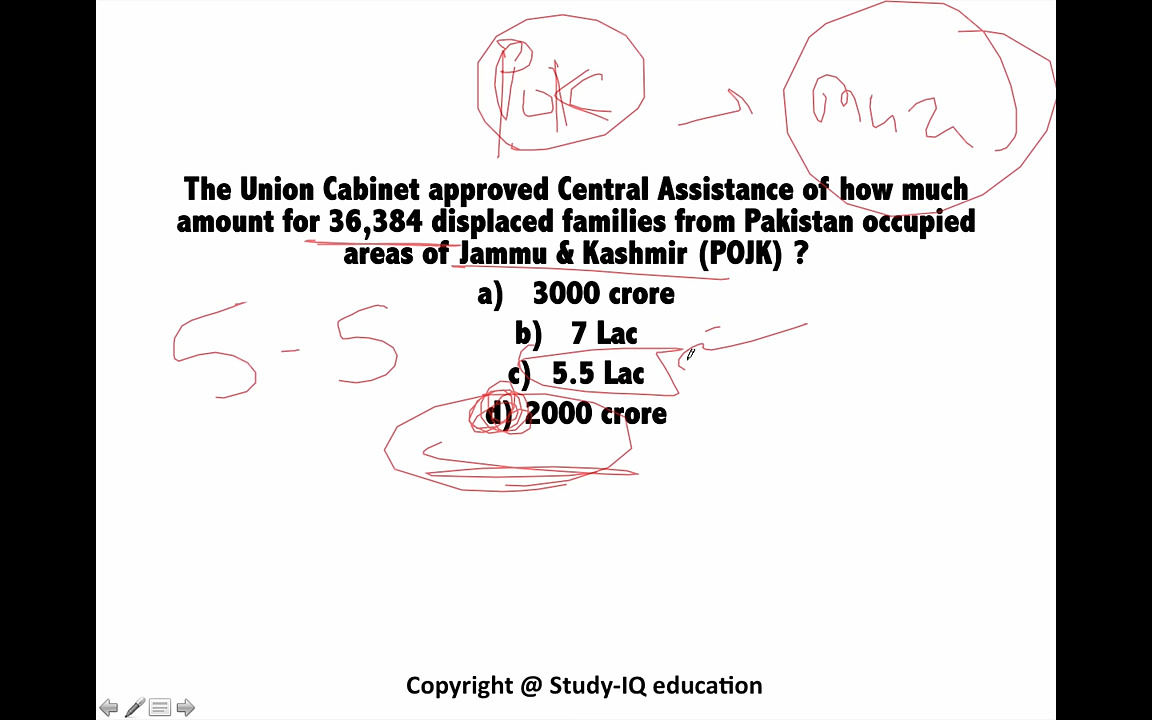 POK
Muz
The Union Cabinet approved Central Assistance of how much
amount for 36,384 displaced families from Pakistan occupied
areas of Jammu & Kashmir (POJK) ?
a) 3000 crore
b) 7 Lac
5-5
c) 5.5 Lac
d) 2000 crore
Copyright @ Study-IQ education